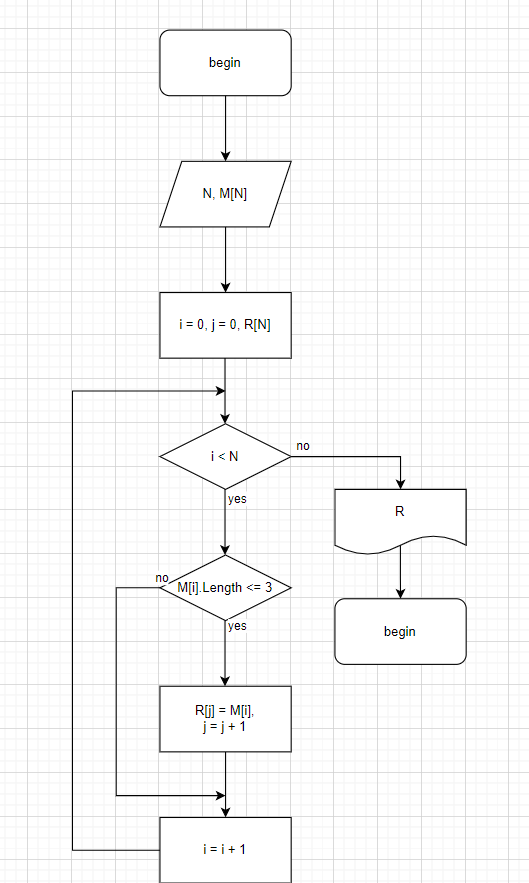 begin
N, M[N]
i = 0, j = 0, R[N]
i < N
no
yes
R
no
M[i].Length <= 3
yes
begin
R[j] = M[i],
j = j + 1
i = i + 1